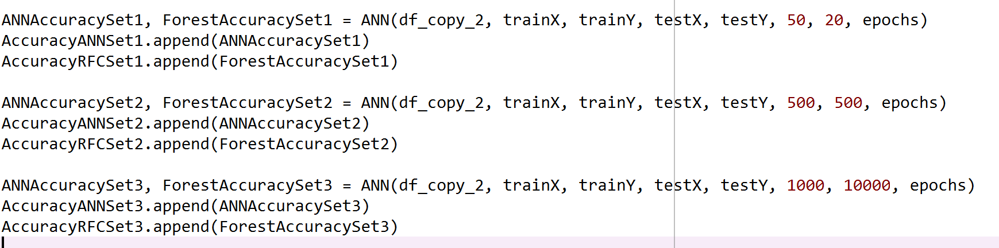 ANNAccuracySet1, ForestAccuracySet1 = ANN(df_copy_2, trainX, trainY, testX, testY, 50, 20, epochs)
AccuracyANNSet1.append(ANNAccuracySet1)
AccuracyRFCSet1.append(ForestAccuracySet1)
ANNAccuracySet2, ForestAccuracySet2 = ANN(df_copy_2, trainX, trainY, testX, testY, 500, 500, epochs)
AccuracyANNSet2.append(ANNAccuracySet2)
AccuracyRFCSet2.append(ForestAccuracySet2)
ANNAccuracySet3, ForestAccuracySet3 = ANN(df_copy_2, trainX, trainY, testX, testY, 1000, 10000, epochs)
AccuracyANNSet3.append(ANNAccuracySet3)
AccuracyRFCSet3.append(ForestAccuracySet3)